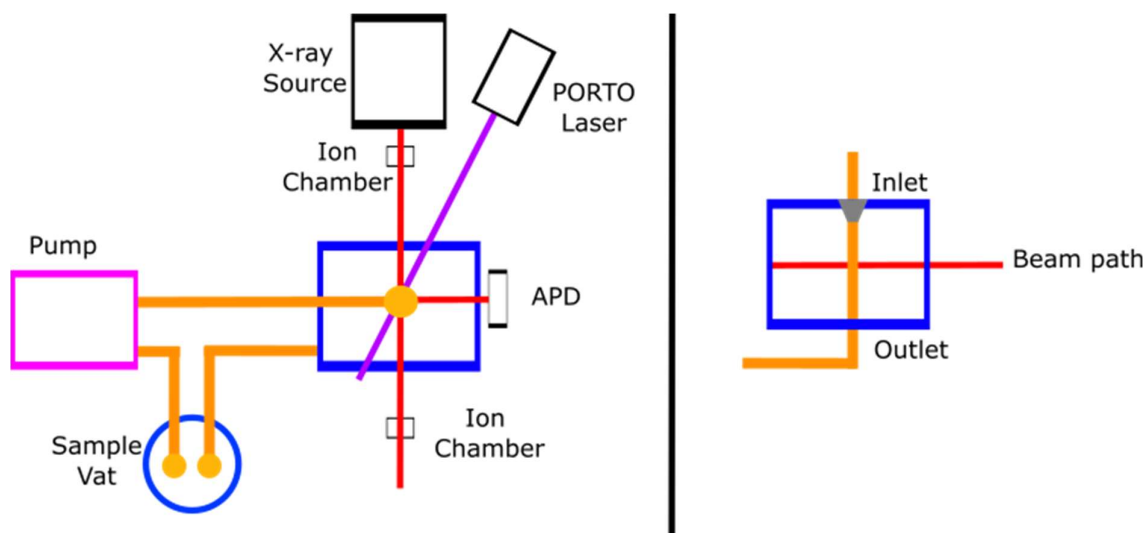 X-ray
Source
PORTO
Laser
Ion
Chamber
Pump
APD
Sample
Vat
Ion
Chamber
Inlet
Beam path
Outlet